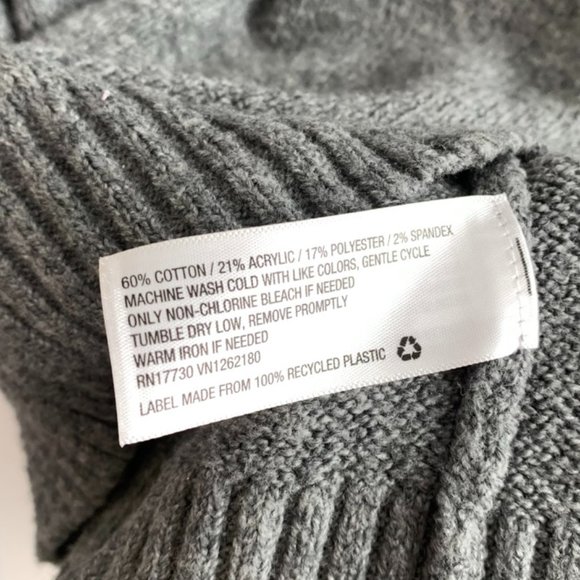 60% COTTON / 21% ACRYLIC / 17% POLYESTER / 2% SPANDEX
MACHINE WASH COLD WITH LIKE COLORS, GENTLE CYCLE
ONLY NON-CHLORINE BLEACH IF NEEDED
TUMBLE DRY LOW, REMOVE PROMPTLY
WARM IRON IF NEEDED
RN17730 VN1262180
LABEL MADE FROM 100% RECYCLED PLASTIC